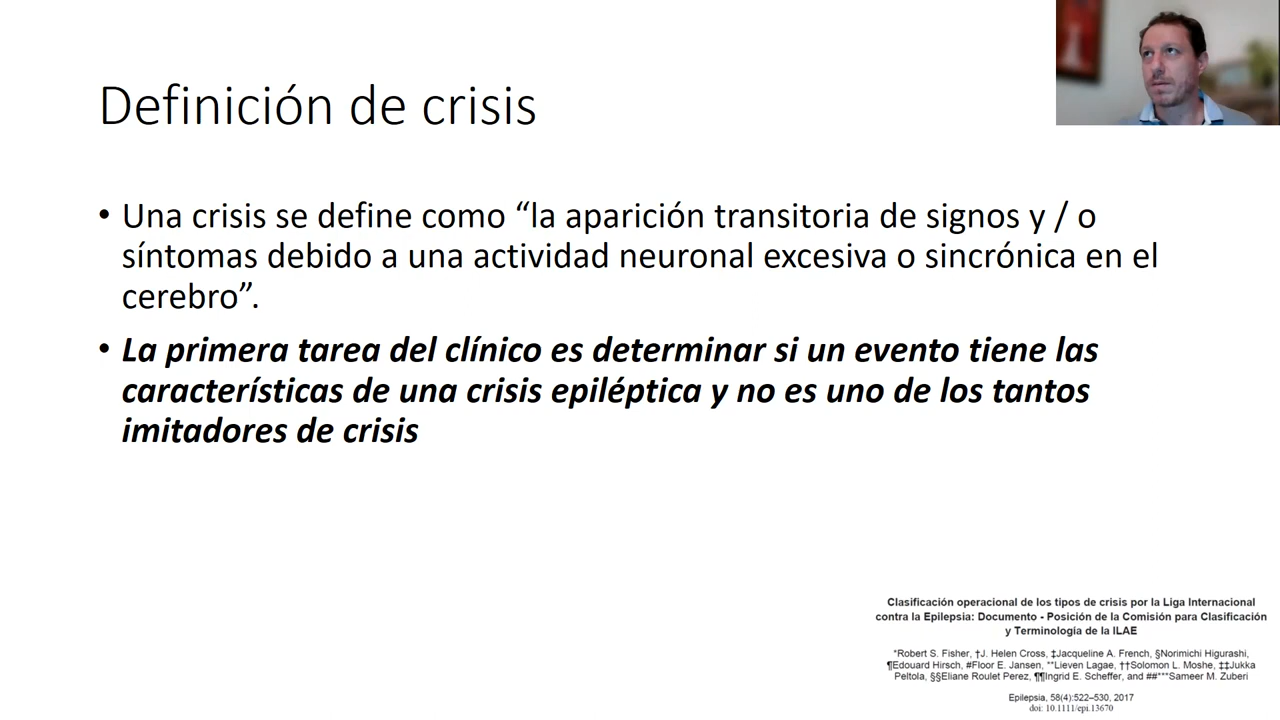 Definición de crisis
• Una crisis se define como “la aparición transitoria de signos y / o
síntomas debido a una actividad neuronal excesiva o sincrónica en el
cerebro”.
• La primera tarea del clínico es determinar si un evento tiene las
características de una crisis epiléptica y no es uno de los tantos
imitadores de crisis
Clasificación operacional de los tipos de crisis por la Liga Internacional
contra la Epilepsia: Documento - Posición de la Comisión para Clasificación
y Terminología de la ILAE
*Robert S. Fisher, †J. Helen Cross, ‡Jacqueline A. French, §Norimichi Higurashi,
¶Edouard Hirsch, #Floor E. Jansen, **Lieven Lagae, ††Solomon L. Moshe, ‡‡Jukka
Peltola, §§Eliane Roulet Perez, ¶¶Ingrid E. Scheffer, and ##***Sameer M. Zuberi
Epilepsia, 58(4):522–530, 2017
doi: 10.1111/epi.13670